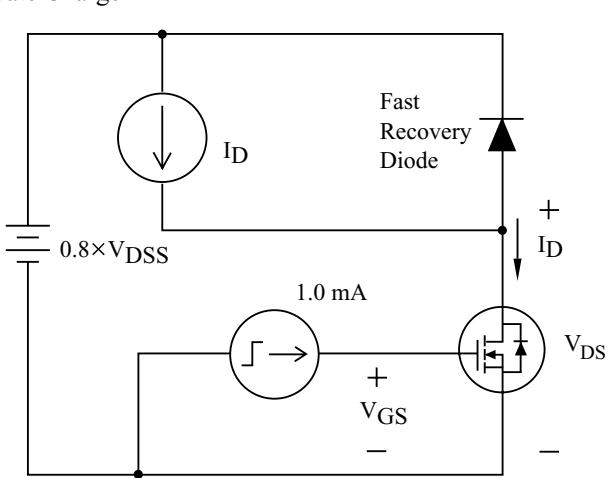 Fast
Recovery
Diode
I_D
+
I_D
0.8×V_DSS
1.0 mA
V_DS
+
V_GS
−
−